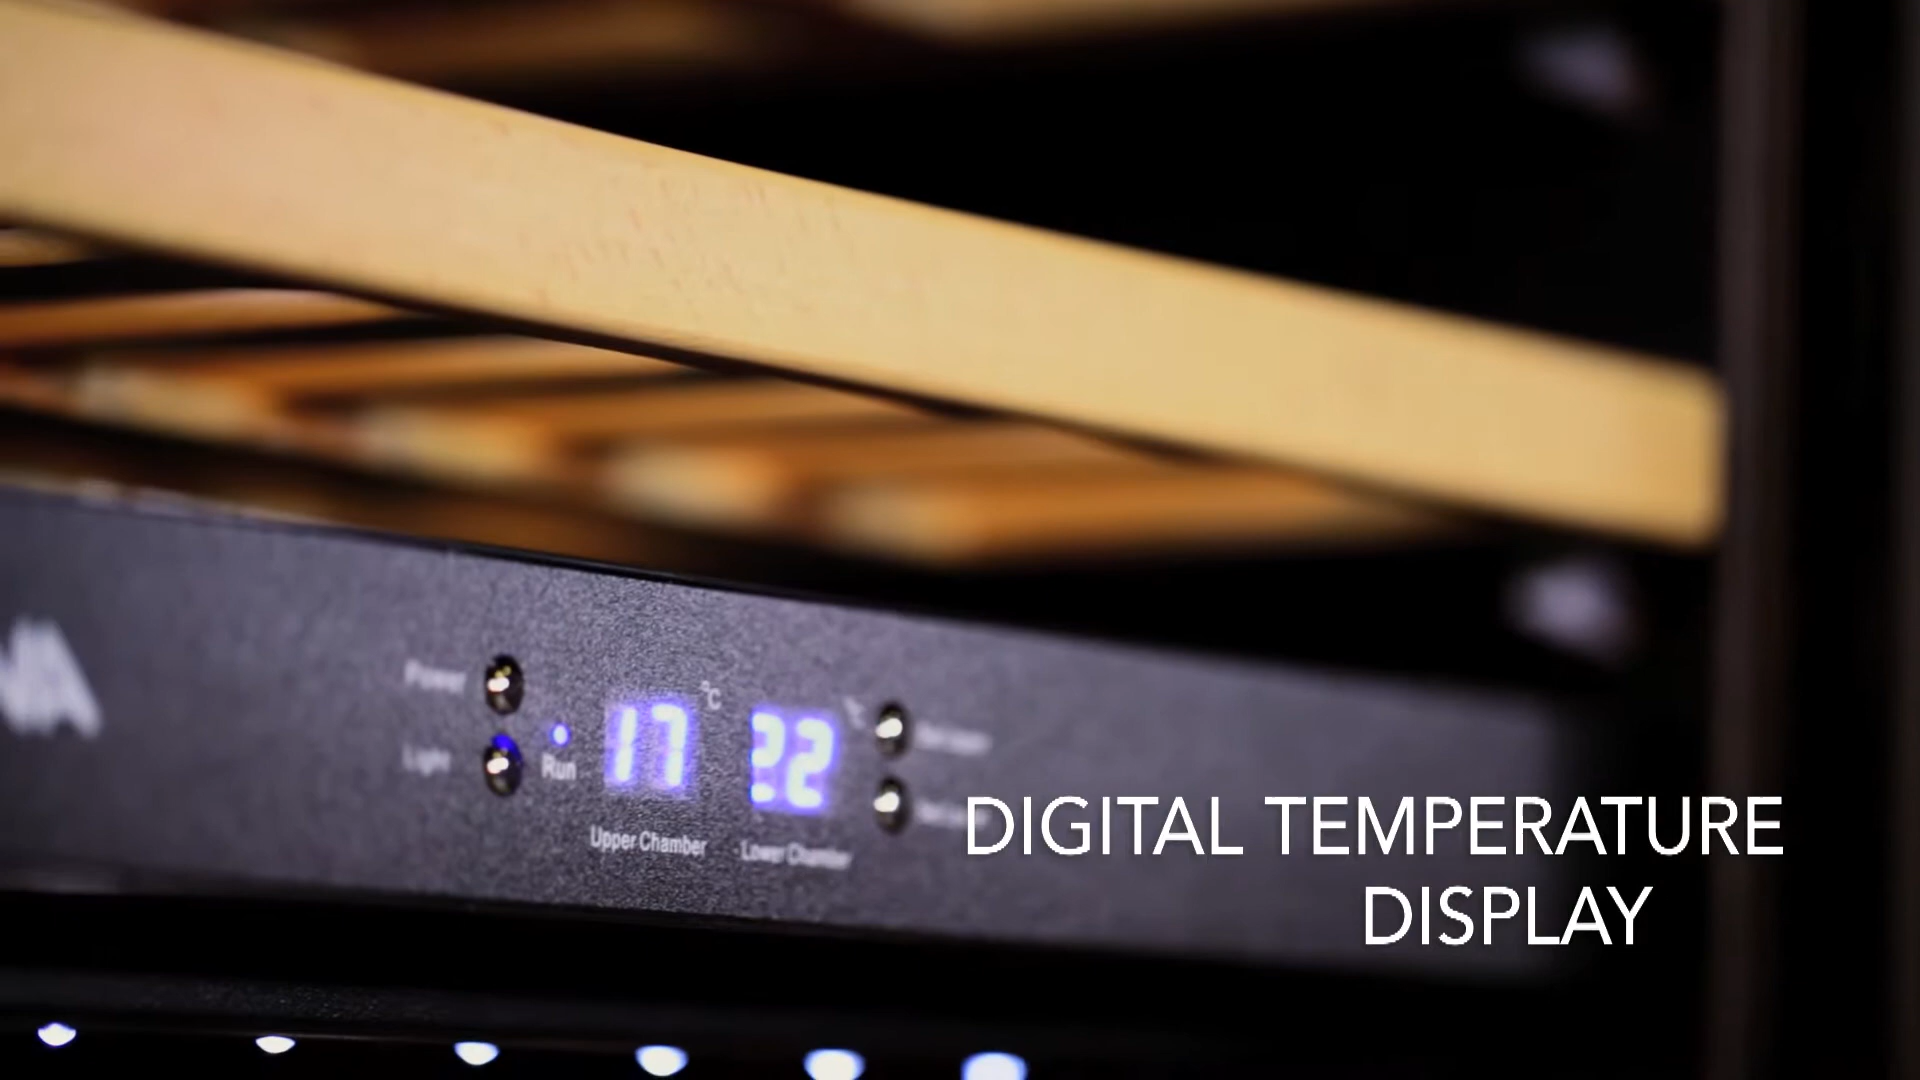 Power
Light
Run
17 °C
22 °C
Upper Chamber
Lower Chamber
DIGITAL TEMPERATURE
DISPLAY